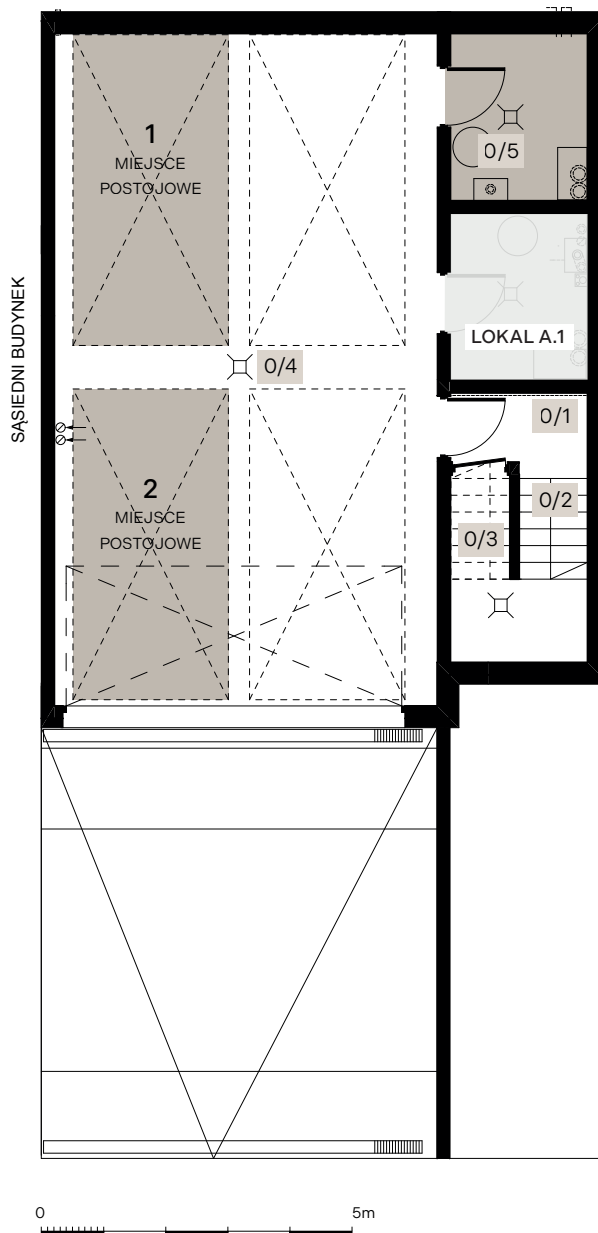 1
MIEJSCE
POSTOJOWE
0/5
SĄSIEDNI BUDYNEK
LOKAL A.1
0/4
0/1
2
MIEJSCE
POSTOJOWE
0/2
0/3
0
5m